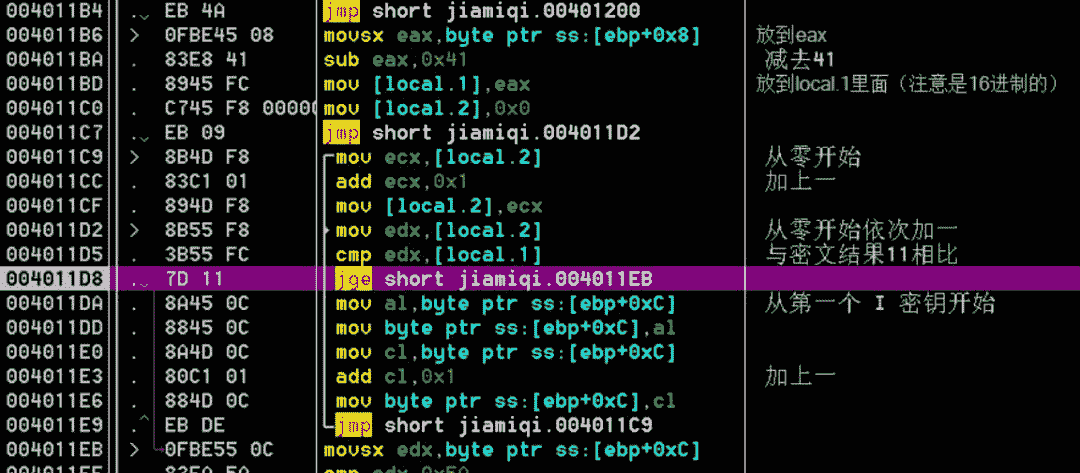 004011B4 .⌄ EB 4A jmp short jiamiqi.00401200
004011B6 > 0FBE45 08 movsx eax,byte ptr ss:[ebp+0x8] 放到eax
004011BA . 83E8 41 sub eax,0x41 减去41
004011BD . 8945 FC mov [local.1],eax 放到local.1里面（注意是16进制的）
004011C0 . C745 F8 00000 mov [local.2],0x0
004011C7 .⌄ EB 09 jmp short jiamiqi.004011D2
004011C9 > 8B4D F8 mov ecx,[local.2] 从零开始
004011CC . 83C1 01 add ecx,0x1 加上一
004011CF . 894D F8 mov [local.2],ecx
004011D2 > 8B55 F8 mov edx,[local.2] 从零开始依次加一
004011D5 . 3B55 FC cmp edx,[local.1] 与密文结果11相比
004011D8 .⌄ 7D 11 jge short jiamiqi.004011EB
004011DA . 8A45 0C mov al,byte ptr ss:[ebp+0xC] 从第一个 I 密钥开始
004011DD . 8845 0C mov byte ptr ss:[ebp+0xC],al
004011E0 . 8A4D 0C mov cl,byte ptr ss:[ebp+0xC]
004011E3 . 80C1 01 add cl,0x1 加上一
004011E6 . 884D 0C mov byte ptr ss:[ebp+0xC],cl
004011E9 .^ EB DE jmp short jiamiqi.004011C9
004011EB > 0FBE55 0C movsx edx,byte ptr ss:[ebp+0xC]